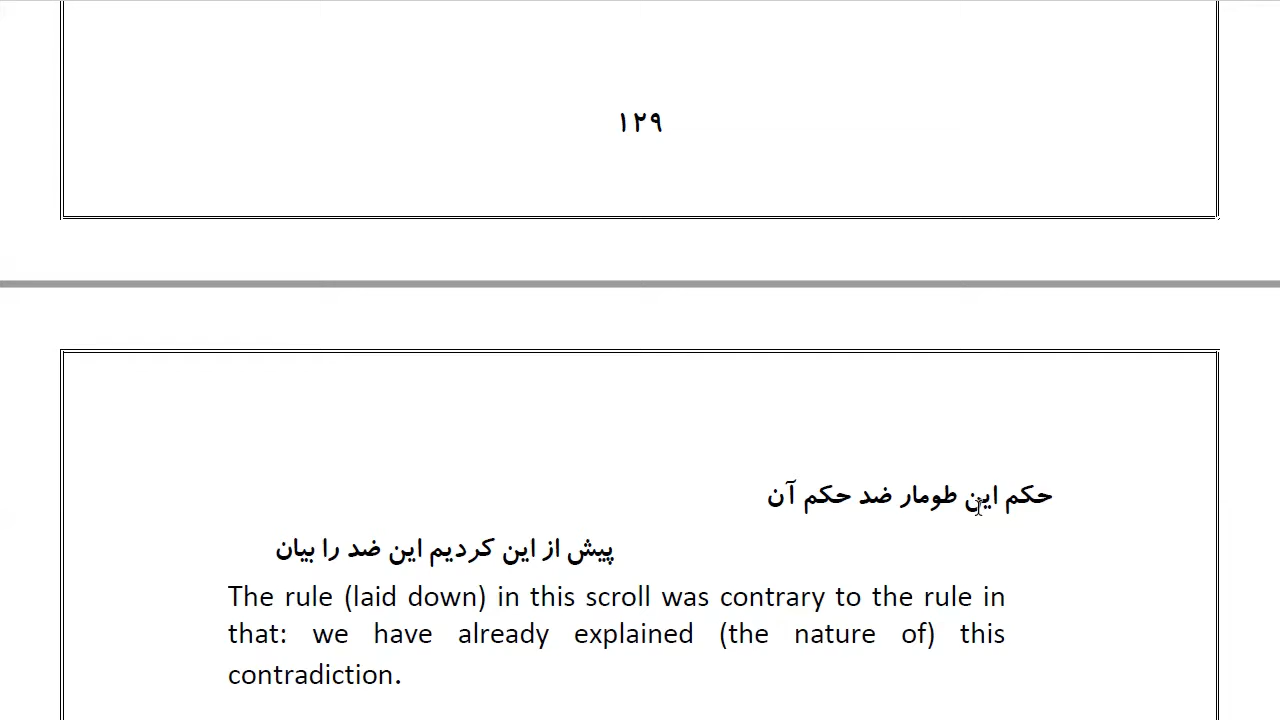 ۱۲۹
حکم این طومار ضد حکم آن
پیش از این کردیم این ضد را بیان
The rule (laid down) in this scroll was contrary to the rule in
that: we have already explained (the nature of) this
contradiction.